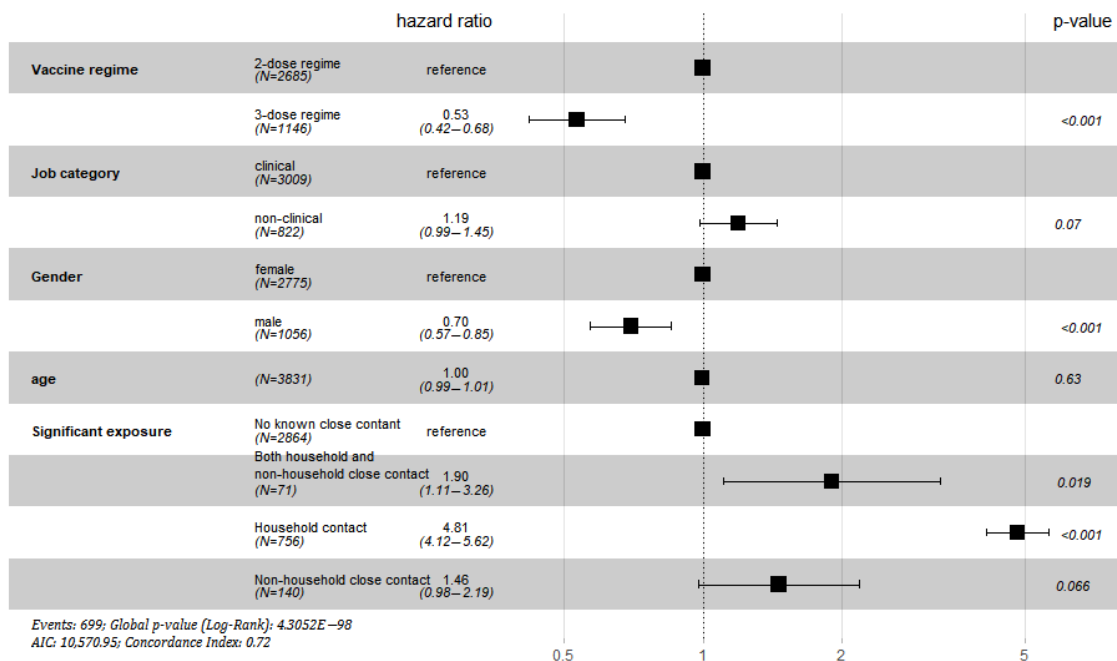 hazard ratio p-value
Vaccine regime 2-dose regime reference
(N=2685)
3-dose regime 0.53 <0.001
(N=1146) (0.42–0.68)
Job category clinical reference
(N=3009)
non-clinical 1.19 0.07
(N=822) (0.99–1.45)
Gender female reference
(N=2775)
male 0.70 <0.001
(N=1056) (0.57–0.85)
age (N=3831) 1.00 0.63
(0.99–1.01)
Significant exposure No known close contant reference
(N=2864)
Both household and
non-household close contact 1.90 0.019
(N=71) (1.11–3.26)
Household contact 4.81 <0.001
(N=756) (4.12–5.62)
Non-household close contact 1.46 0.066
(N=140) (0.98–2.19)
Events: 699; Global p-value (Log-Rank): 4.3052E−98
AIC: 10,570.95; Concordance Index: 0.72
0.5 1 2 5